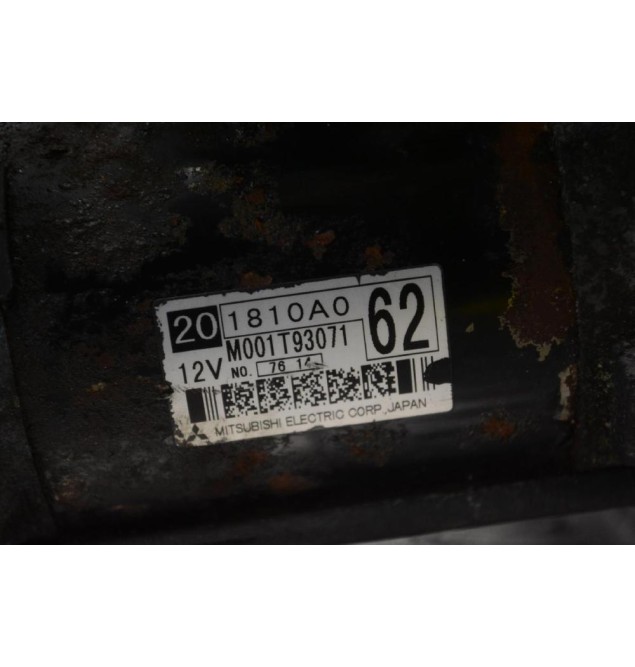 20 1810A0 62
12V M001T93071
NO. 76 14
MITSUBISHI ELECTRIC CORP., JAPAN